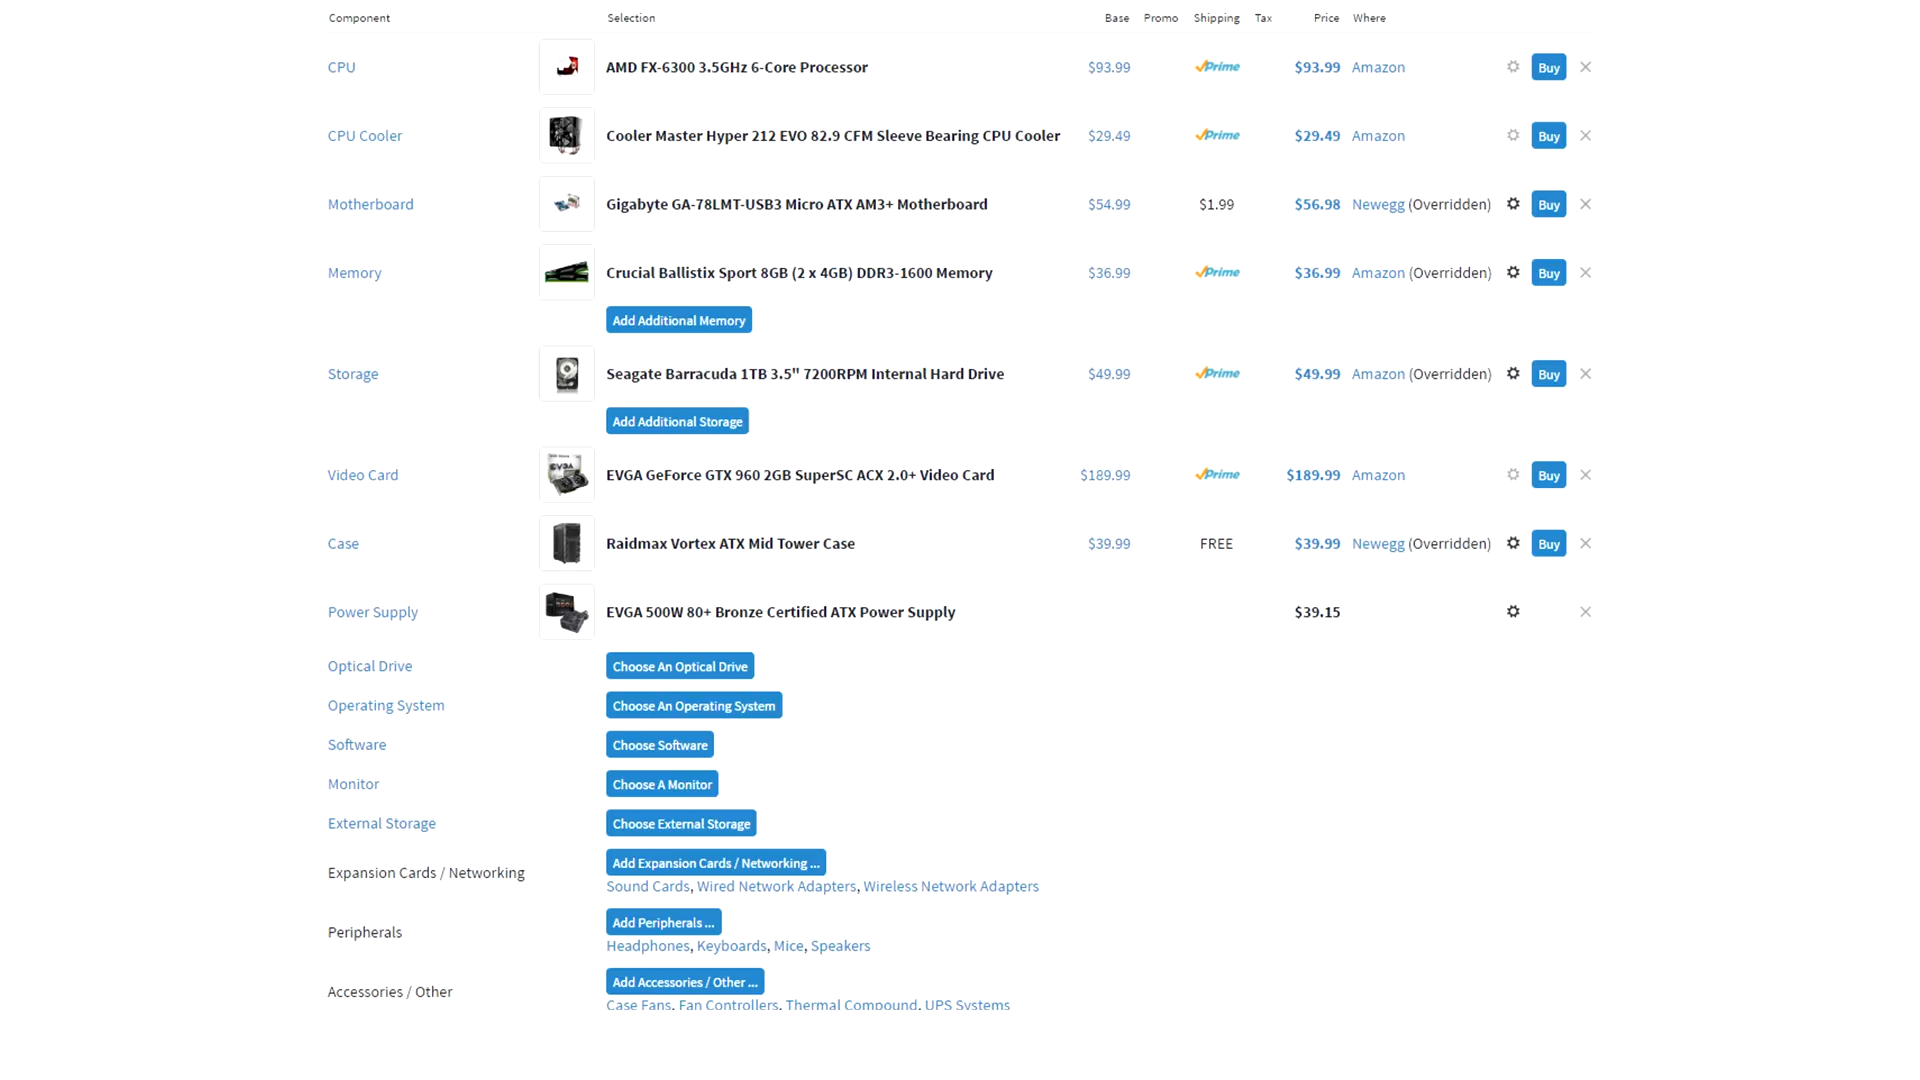 Component Selection Base Promo Shipping Tax Price Where
CPU AMD FX-6300 3.5GHz 6-Core Processor $93.99 Prime $93.99 Amazon Buy
CPU Cooler Cooler Master Hyper 212 EVO 82.9 CFM Sleeve Bearing CPU Cooler $29.49 Prime $29.49 Amazon Buy
Motherboard Gigabyte GA-78LMT-USB3 Micro ATX AM3+ Motherboard $54.99 $1.99 $56.98 Newegg (Overridden) Buy
Memory Crucial Ballistix Sport 8GB (2 x 4GB) DDR3-1600 Memory $36.99 Prime $36.99 Amazon (Overridden) Buy
Add Additional Memory
Storage Seagate Barracuda 1TB 3.5" 7200RPM Internal Hard Drive $49.99 Prime $49.99 Amazon (Overridden) Buy
Add Additional Storage
Video Card EVGA EVGA GeForce GTX 960 2GB SuperSC ACX 2.0+ Video Card $189.99 Prime $189.99 Amazon Buy
Case Raidmax Vortex ATX Mid Tower Case $39.99 FREE $39.99 Newegg (Overridden) Buy
Power Supply EVGA 500W 80+ Bronze Certified ATX Power Supply $39.15
Optical Drive Choose An Optical Drive
Operating System Choose An Operating System
Software Choose Software
Monitor Choose A Monitor
External Storage Choose External Storage
Expansion Cards / Networking Add Expansion Cards / Networking ...
Sound Cards, Wired Network Adapters, Wireless Network Adapters
Peripherals Add Peripherals ...
Headphones, Keyboards, Mice, Speakers
Accessories / Other Add Accessories / Other ...
Case Fans, Fan Controllers, Thermal Compound, UPS Systems